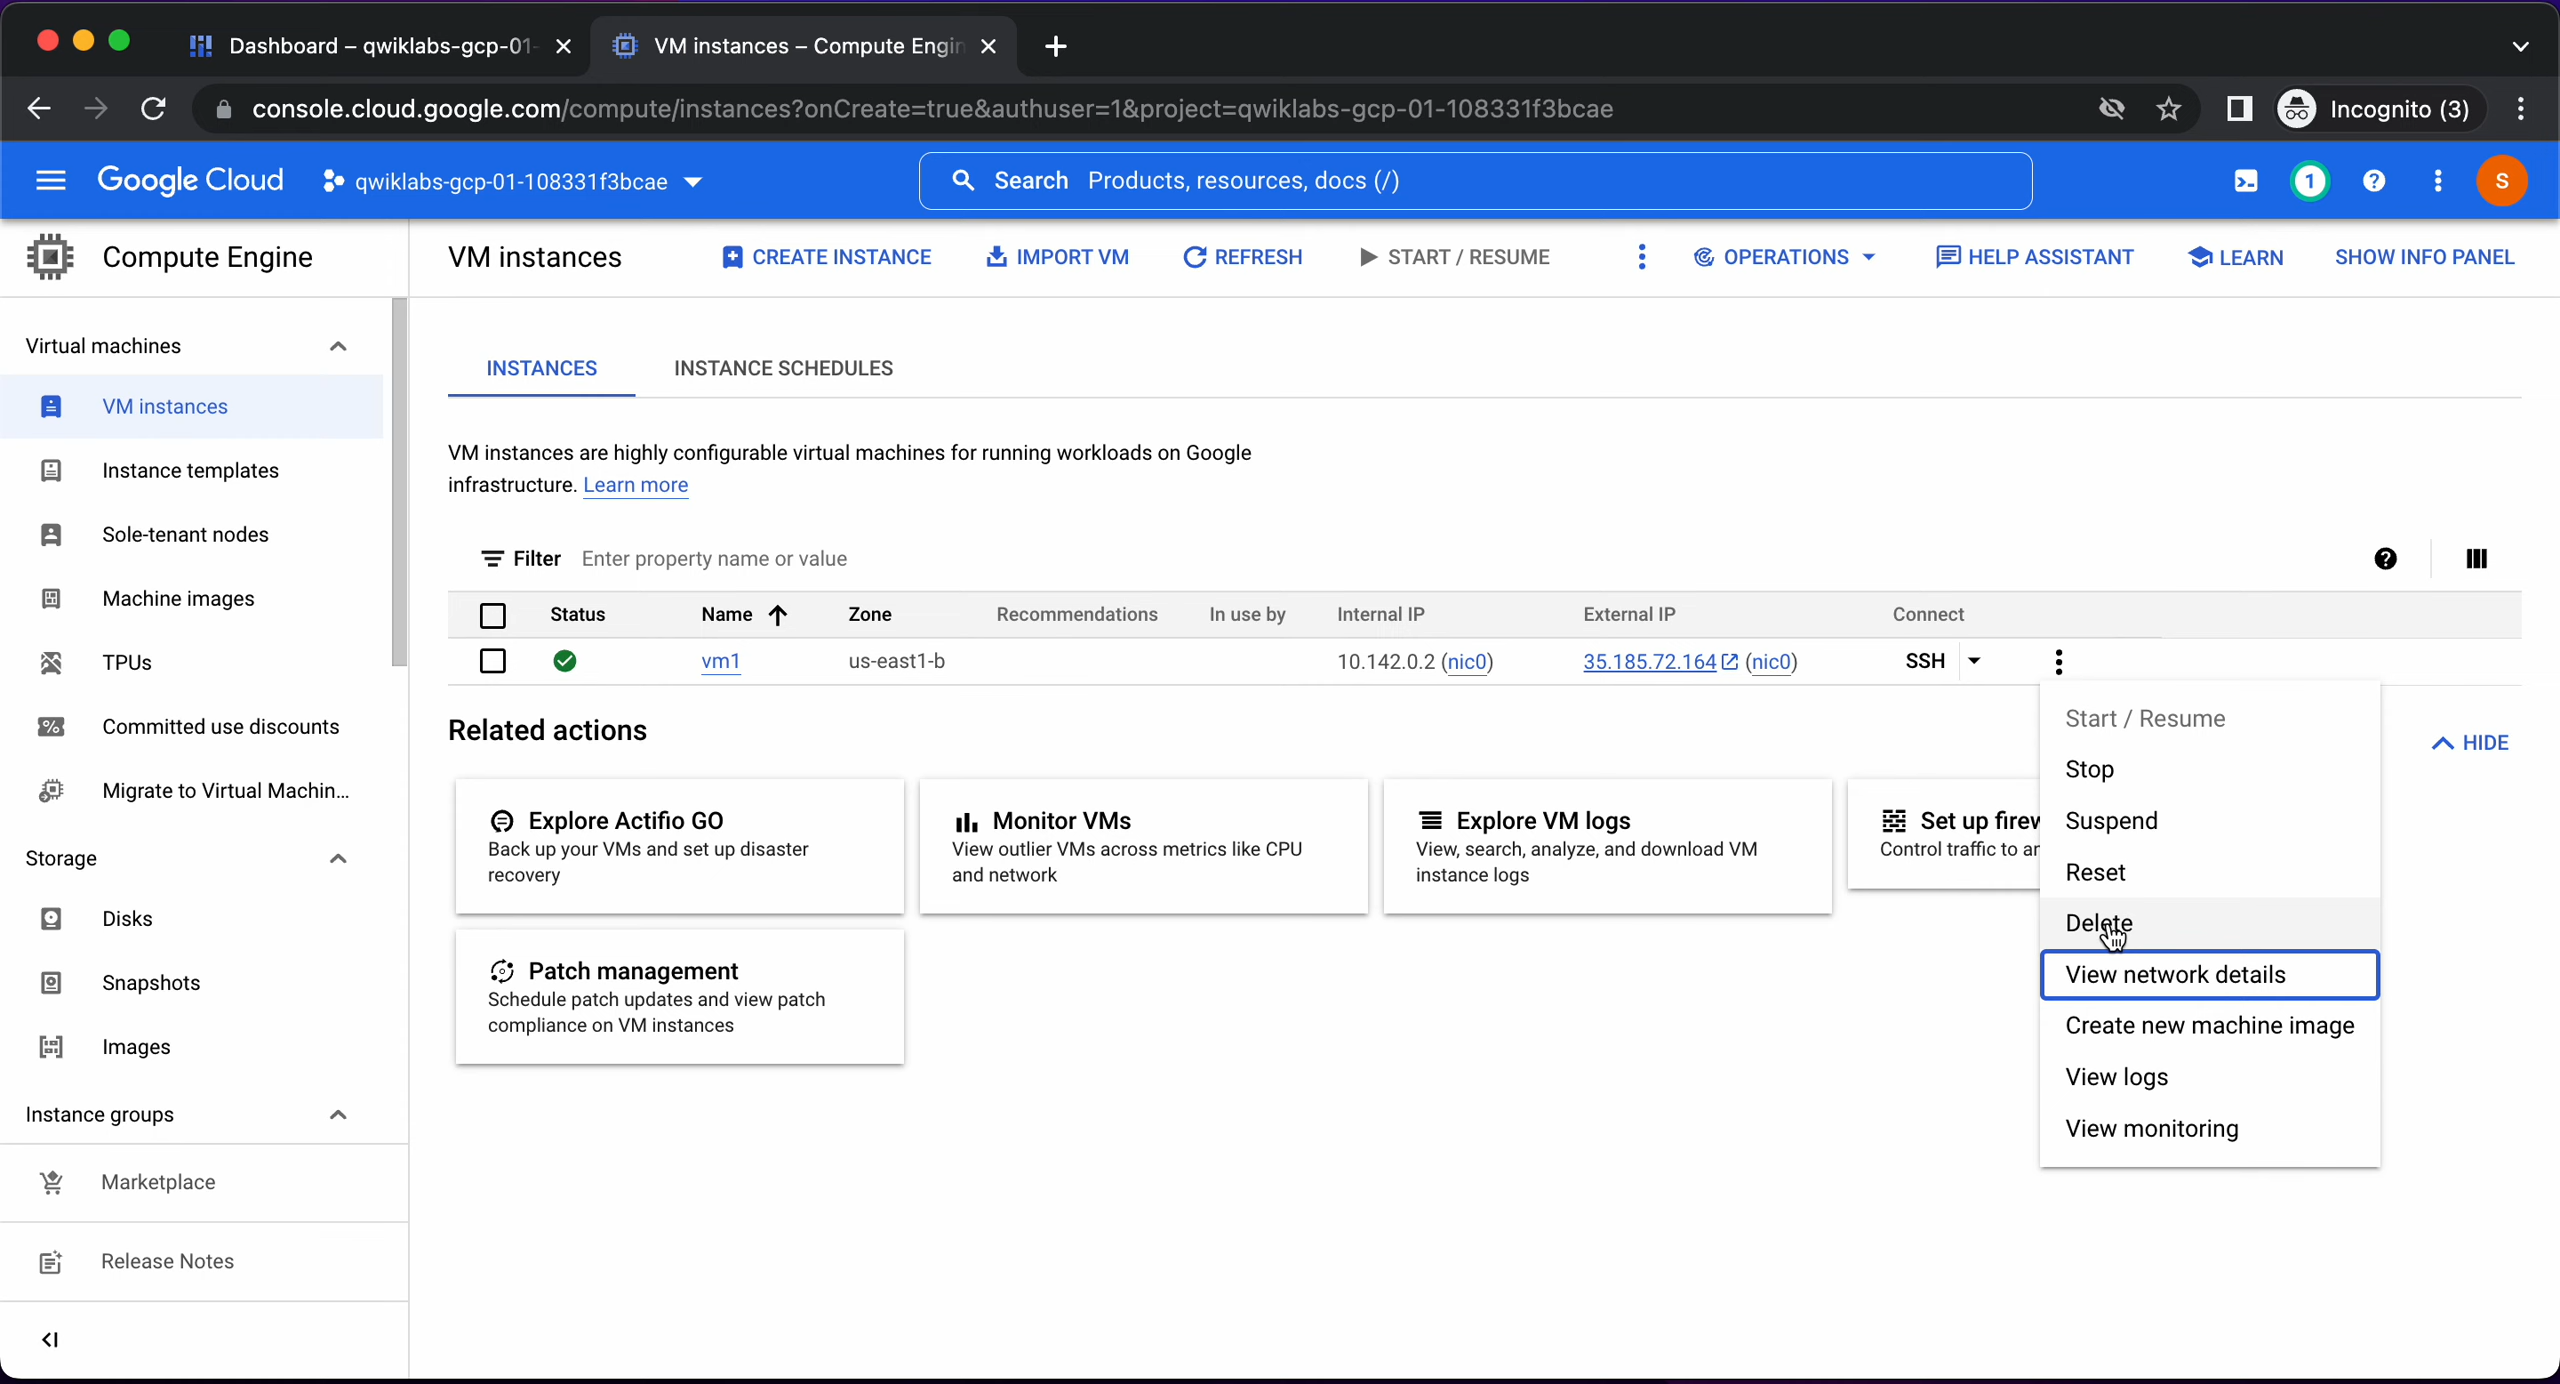 Dashboard – qwiklabs-gcp-01-
VM instances – Compute Engin
console.cloud.google.com/compute/instances?onCreate=true&authuser=1&project=qwiklabs-gcp-01-108331f3bcae
Incognito (3)
Google Cloud
qwiklabs-gcp-01-108331f3bcae
Search Products, resources, docs (/)
1
S
Compute Engine
VM instances
CREATE INSTANCE
IMPORT VM
REFRESH
START / RESUME
OPERATIONS
HELP ASSISTANT
LEARN
SHOW INFO PANEL
Virtual machines
VM instances
Instance templates
Sole-tenant nodes
Machine images
TPUs
Committed use discounts
Migrate to Virtual Machin...
Storage
Disks
Snapshots
Images
Instance groups
Marketplace
Release Notes
INSTANCES
INSTANCE SCHEDULES
VM instances are highly configurable virtual machines for running workloads on Google
infrastructure. Learn more
Filter Enter property name or value
Status Name Zone Recommendations In use by Internal IP External IP Connect
vm1 us-east1-b 10.142.0.2 (nic0) 35.185.72.164 (nic0) SSH
Related actions
HIDE
Explore Actifio GO
Back up your VMs and set up disaster
recovery
Monitor VMs
View outlier VMs across metrics like CPU
and network
Explore VM logs
View, search, analyze, and download VM
instance logs
Set up firew
Control traffic to an
Patch management
Schedule patch updates and view patch
compliance on VM instances
Start / Resume
Stop
Suspend
Reset
Delete
View network details
Create new machine image
View logs
View monitoring